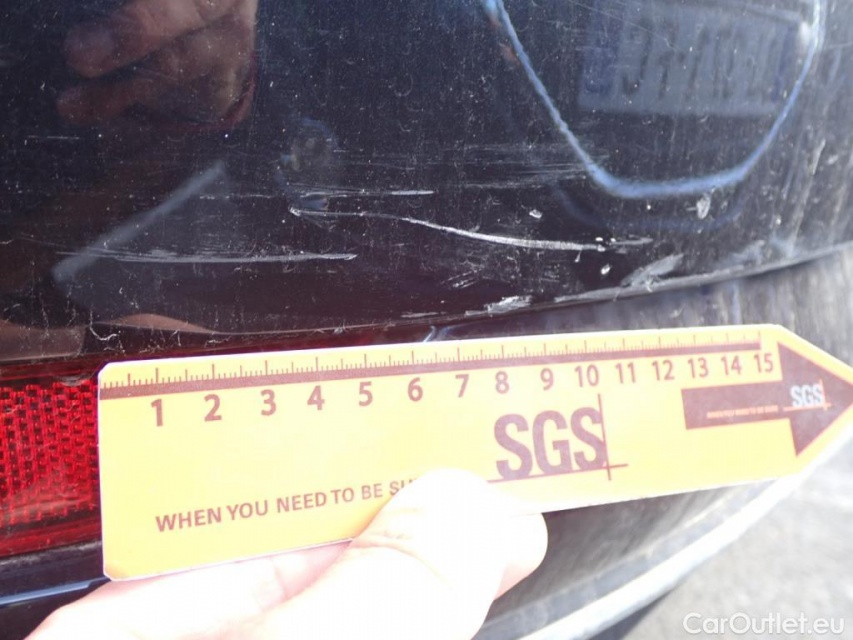 1 2 3 4 5 6 7 8 9 10 11 12 13 14 15
SGS
SGS
WHEN YOU NEED TO BE
CarOutlet.eu